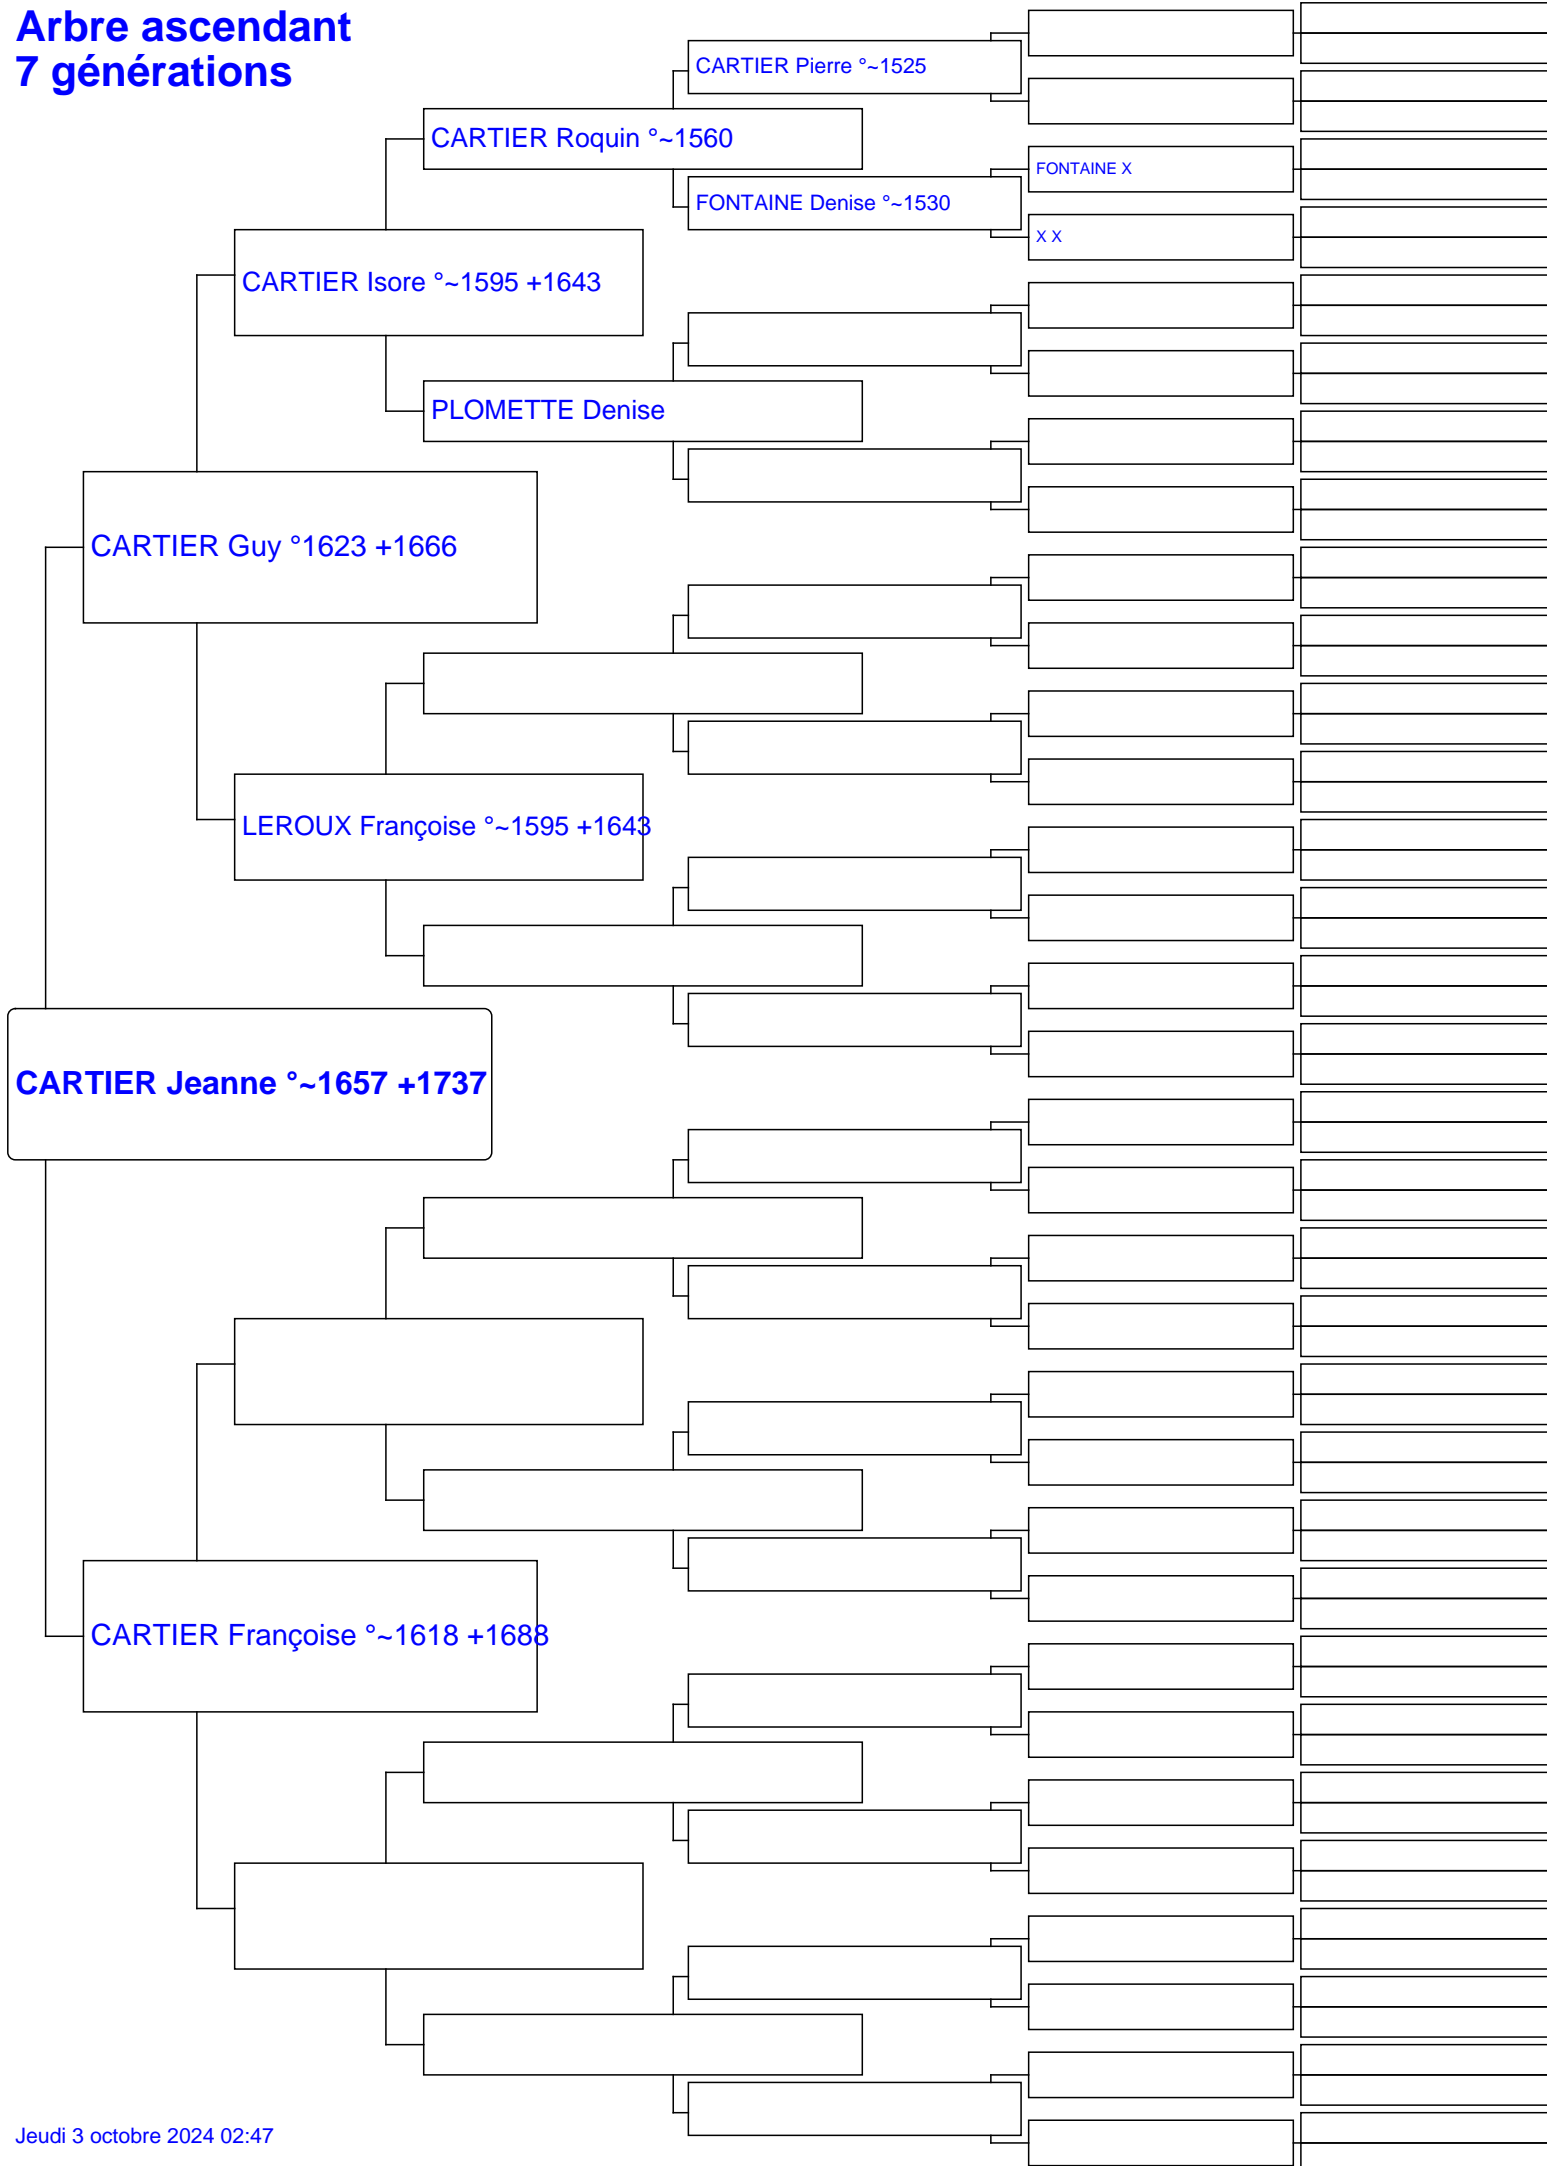 Arbre ascendant
7 générations
CARTIER Pierre °~1525
CARTIER Roquin °~1560
FONTAINE X
FONTAINE Denise °~1530
X X
CARTIER Isore °~1595 +1643
PLOMETTE Denise
CARTIER Guy °1623 +1666
LEROUX Françoise °~1595 +1643
CARTIER Jeanne °~1657 +1737
CARTIER Françoise °~1618 +1688
Jeudi 3 octobre 2024 02:47